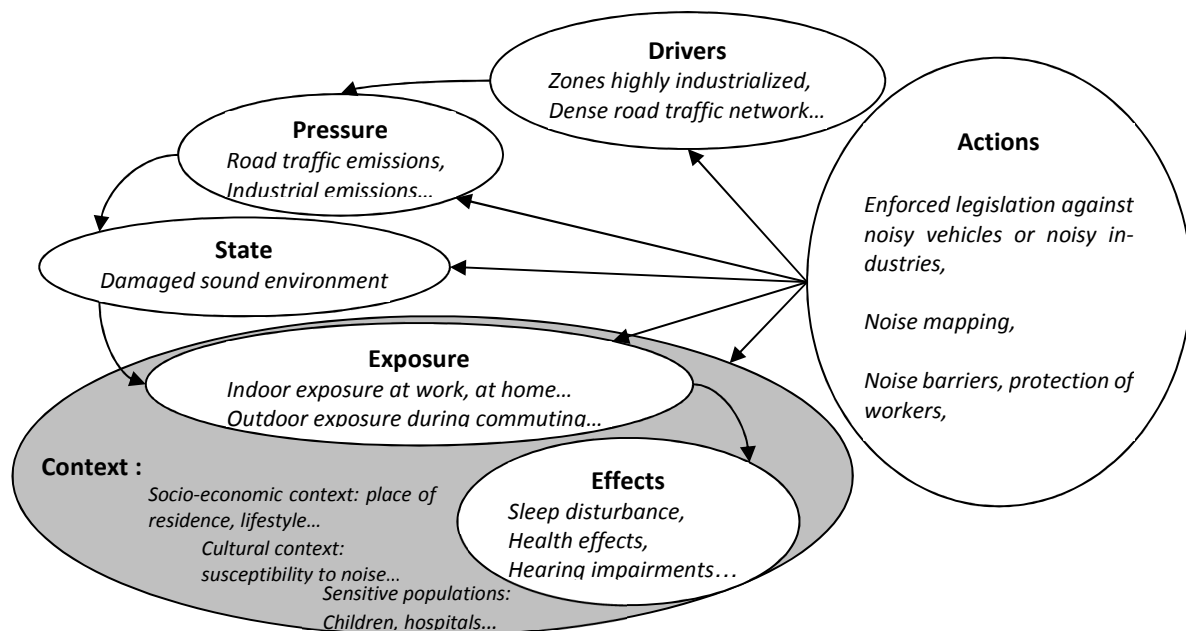 Drivers
Zones highly industrialized,
Dense road traffic network…
Pressure
Road traffic emissions,
Industrial emissions…
State
Damaged sound environment
Exposure
Indoor exposure at work, at home…
Outdoor exposure during commuting…
Context :
Socio-economic context: place of
residence, lifestyle…
Cultural context:
susceptibility to noise…
Sensitive populations:
Children, hospitals…
Effects
Sleep disturbance,
Health effects,
Hearing impairments…
Actions
Enforced legislation against
noisy vehicles or noisy in-
dustries,
Noise mapping,
Noise barriers, protection of
workers,